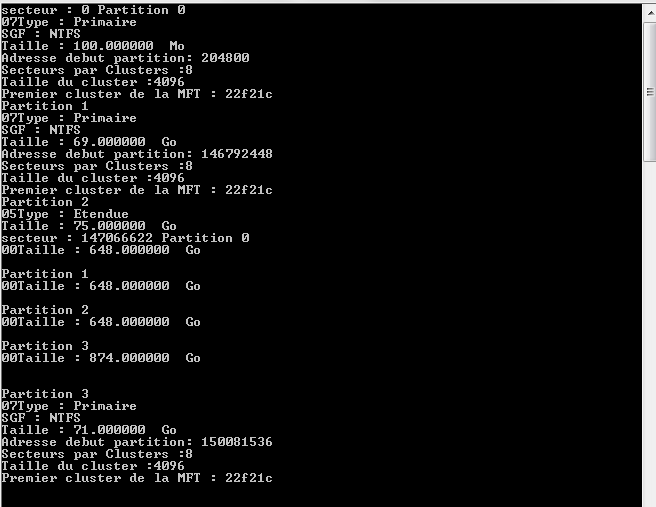 secteur : 0 Partition 0
07Type : Primaire
SGF : NTFS
Taille : 100.000000  Mo
Adresse debut partition: 204800
Secteurs par Clusters :8
Taille du cluster :4096
Premier cluster de la MFT : 22f21c
Partition 1
07Type : Primaire
SGF : NTFS
Taille : 69.000000  Go
Adresse debut partition: 146792448
Secteurs par Clusters :8
Taille du cluster :4096
Premier cluster de la MFT : 22f21c
Partition 2
05Type : Etendue
Taille : 75.000000  Go
secteur : 147066622 Partition 0
00Taille : 648.000000  Go
Partition 1
00Taille : 648.000000  Go
Partition 2
00Taille : 648.000000  Go
Partition 3
00Taille : 874.000000  Go
Partition 3
07Type : Primaire
SGF : NTFS
Taille : 71.000000  Go
Adresse debut partition: 150081536
Secteurs par Clusters :8
Taille du cluster :4096
Premier cluster de la MFT : 22f21c